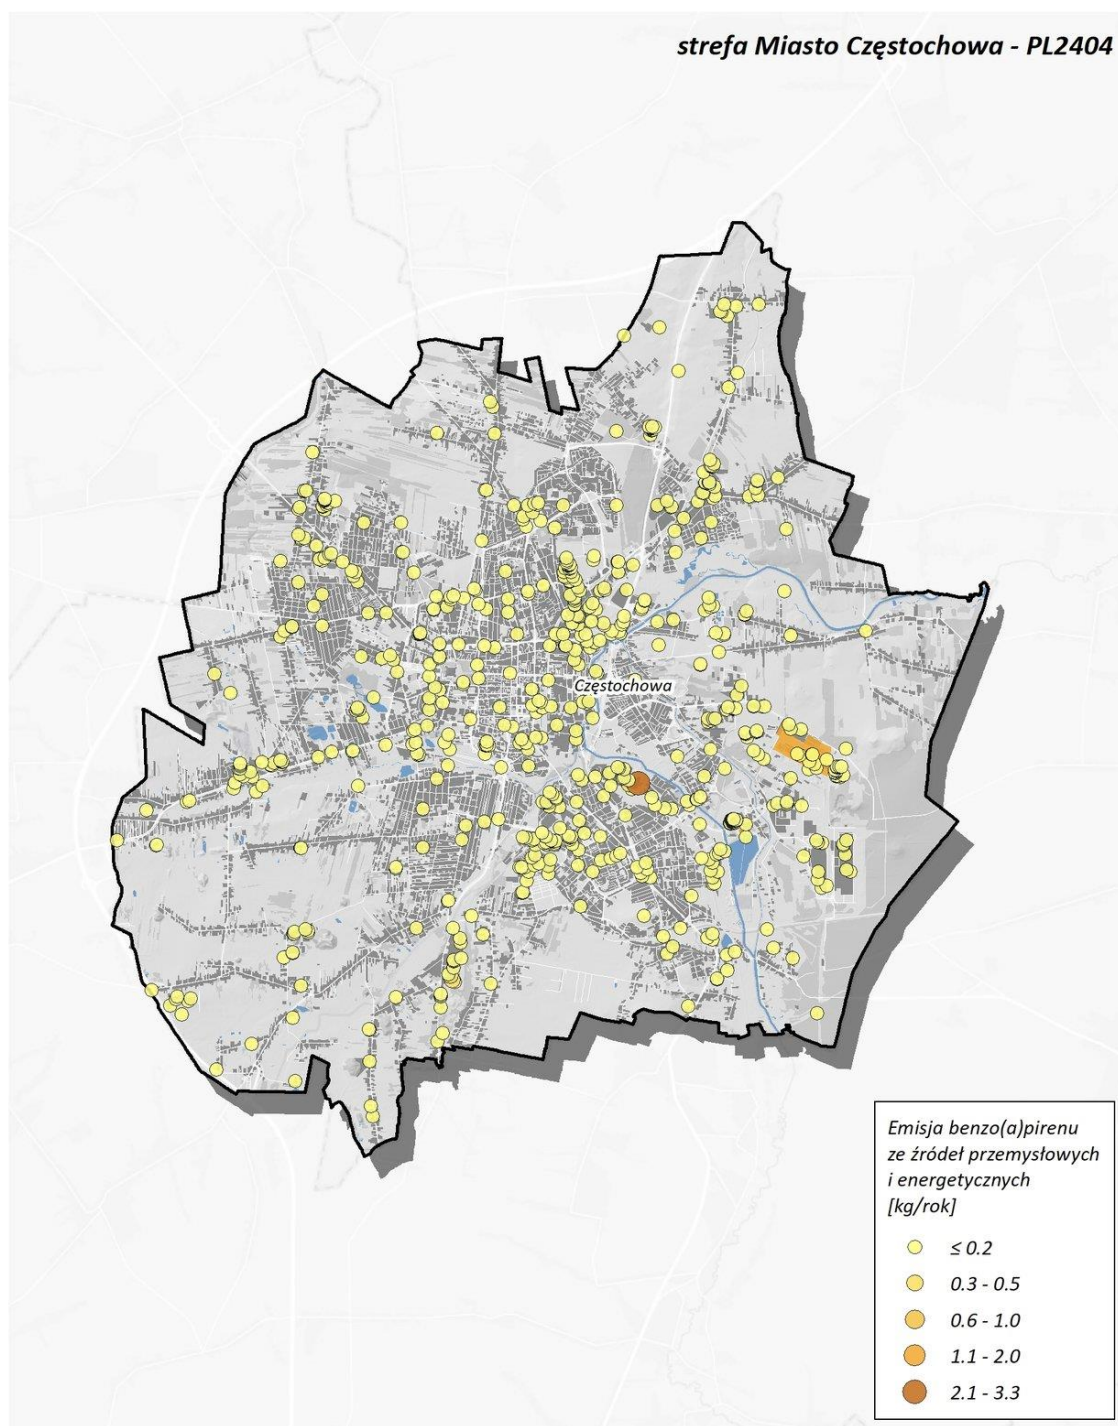 strefa Miasto Częstochowa - PL2404
Częstochowa
Emisja benzo(a)pirenu
ze źródeł przemysłowych
i energetycznych
[kg/rok]
≤ 0.2
0.3 - 0.5
0.6 - 1.0
1.1 - 2.0
2.1 - 3.3